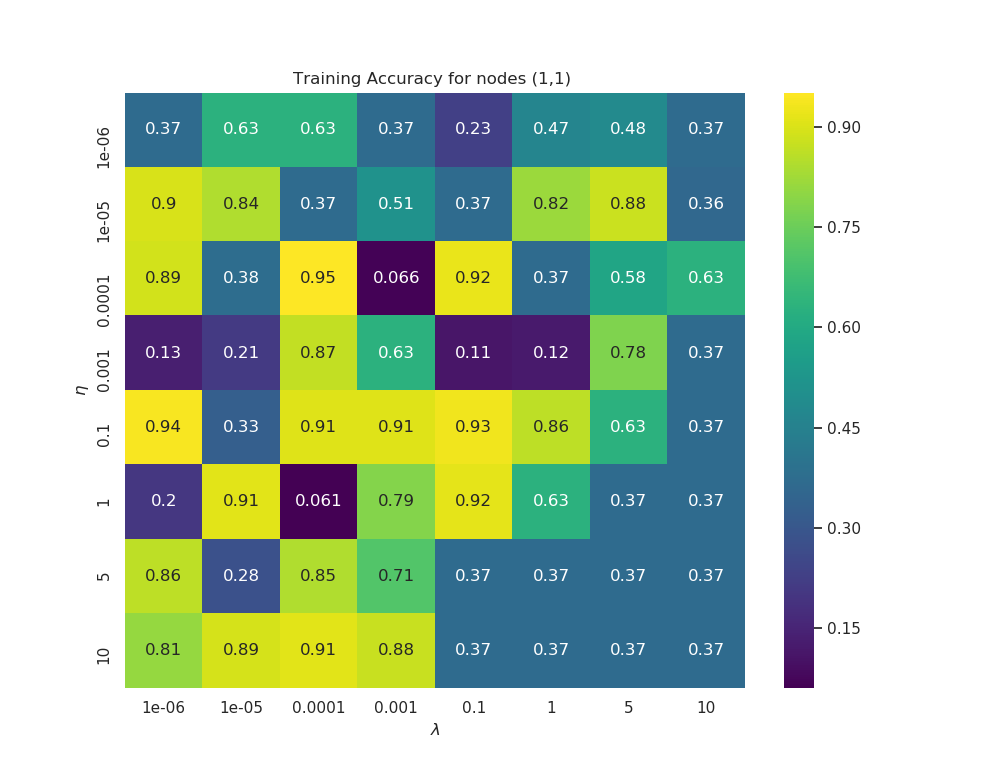 Training Accuracy for nodes (1,1)
1e-06 0.37 0.63 0.63 0.37 0.23 0.47 0.48 0.37
1e-05 0.9 0.84 0.37 0.51 0.37 0.82 0.88 0.36
0.0001 0.89 0.38 0.95 0.066 0.92 0.37 0.58 0.63
0.001 0.13 0.21 0.87 0.63 0.11 0.12 0.78 0.37
η
0.1 0.94 0.33 0.91 0.91 0.93 0.86 0.63 0.37
1 0.2 0.91 0.061 0.79 0.92 0.63 0.37 0.37
5 0.86 0.28 0.85 0.71 0.37 0.37 0.37 0.37
10 0.81 0.89 0.91 0.88 0.37 0.37 0.37 0.37
1e-06 1e-05 0.0001 0.001 0.1 1 5 10
λ
0.90
0.75
0.60
0.45
0.30
0.15